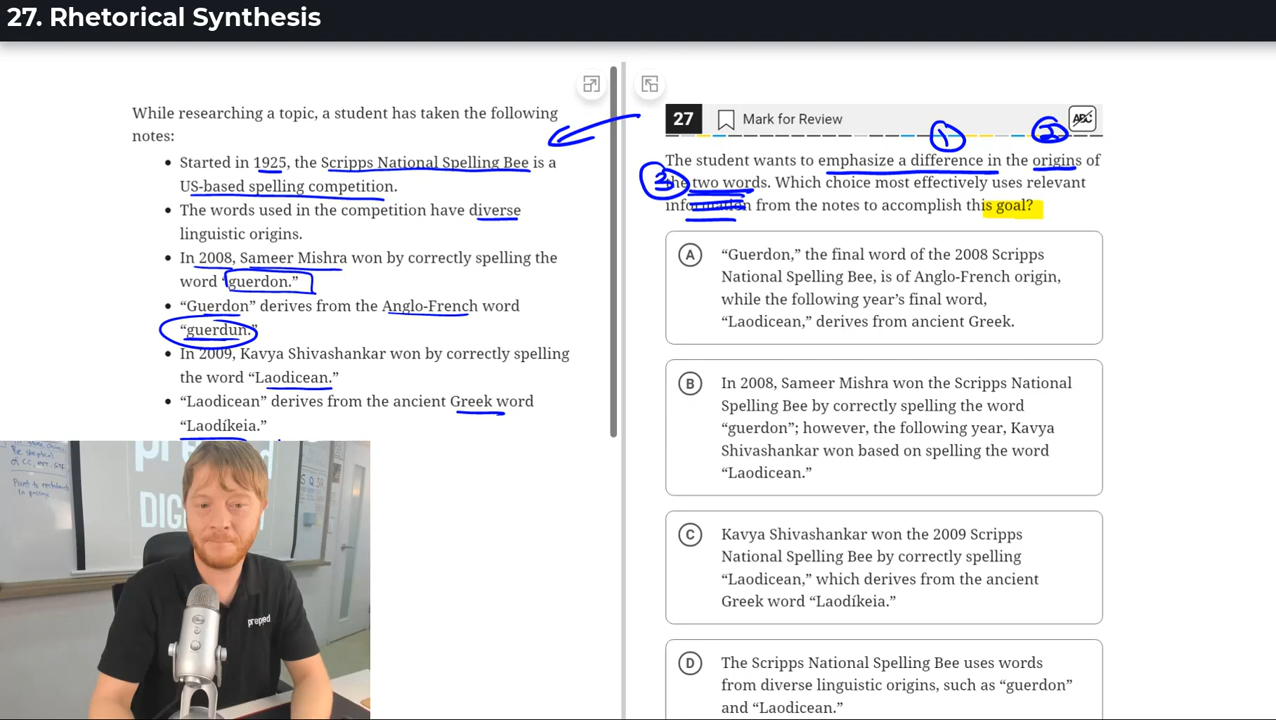 27. Rhetorical Synthesis
While researching a topic, a student has taken the following
notes:
• Started in 1925, the Scripps National Spelling Bee is a
US-based spelling competition.
• The words used in the competition have diverse
linguistic origins.
• In 2008, Sameer Mishra won by correctly spelling the
word “guerdon.”
• “Guerdon” derives from the Anglo-French word
“guerdun.”
• In 2009, Kavya Shivashankar won by correctly spelling
the word “Laodicean.”
• “Laodicean” derives from the ancient Greek word
“Laodíkeia.”
27
Mark for Review
ABC
1
2
3
The student wants to emphasize a difference in the origins of
the two words. Which choice most effectively uses relevant
information from the notes to accomplish this goal?
A
“Guerdon,” the final word of the 2008 Scripps
National Spelling Bee, is of Anglo-French origin,
while the following year’s final word,
“Laodicean,” derives from ancient Greek.
B
In 2008, Sameer Mishra won the Scripps National
Spelling Bee by correctly spelling the word
“guerdon”; however, the following year, Kavya
Shivashankar won based on spelling the word
“Laodicean.”
C
Kavya Shivashankar won the 2009 Scripps
National Spelling Bee by correctly spelling
“Laodicean,” which derives from the ancient
Greek word “Laodíkeia.”
D
The Scripps National Spelling Bee uses words
from diverse linguistic origins, such as “guerdon”
and “Laodicean.”
DIG
preped